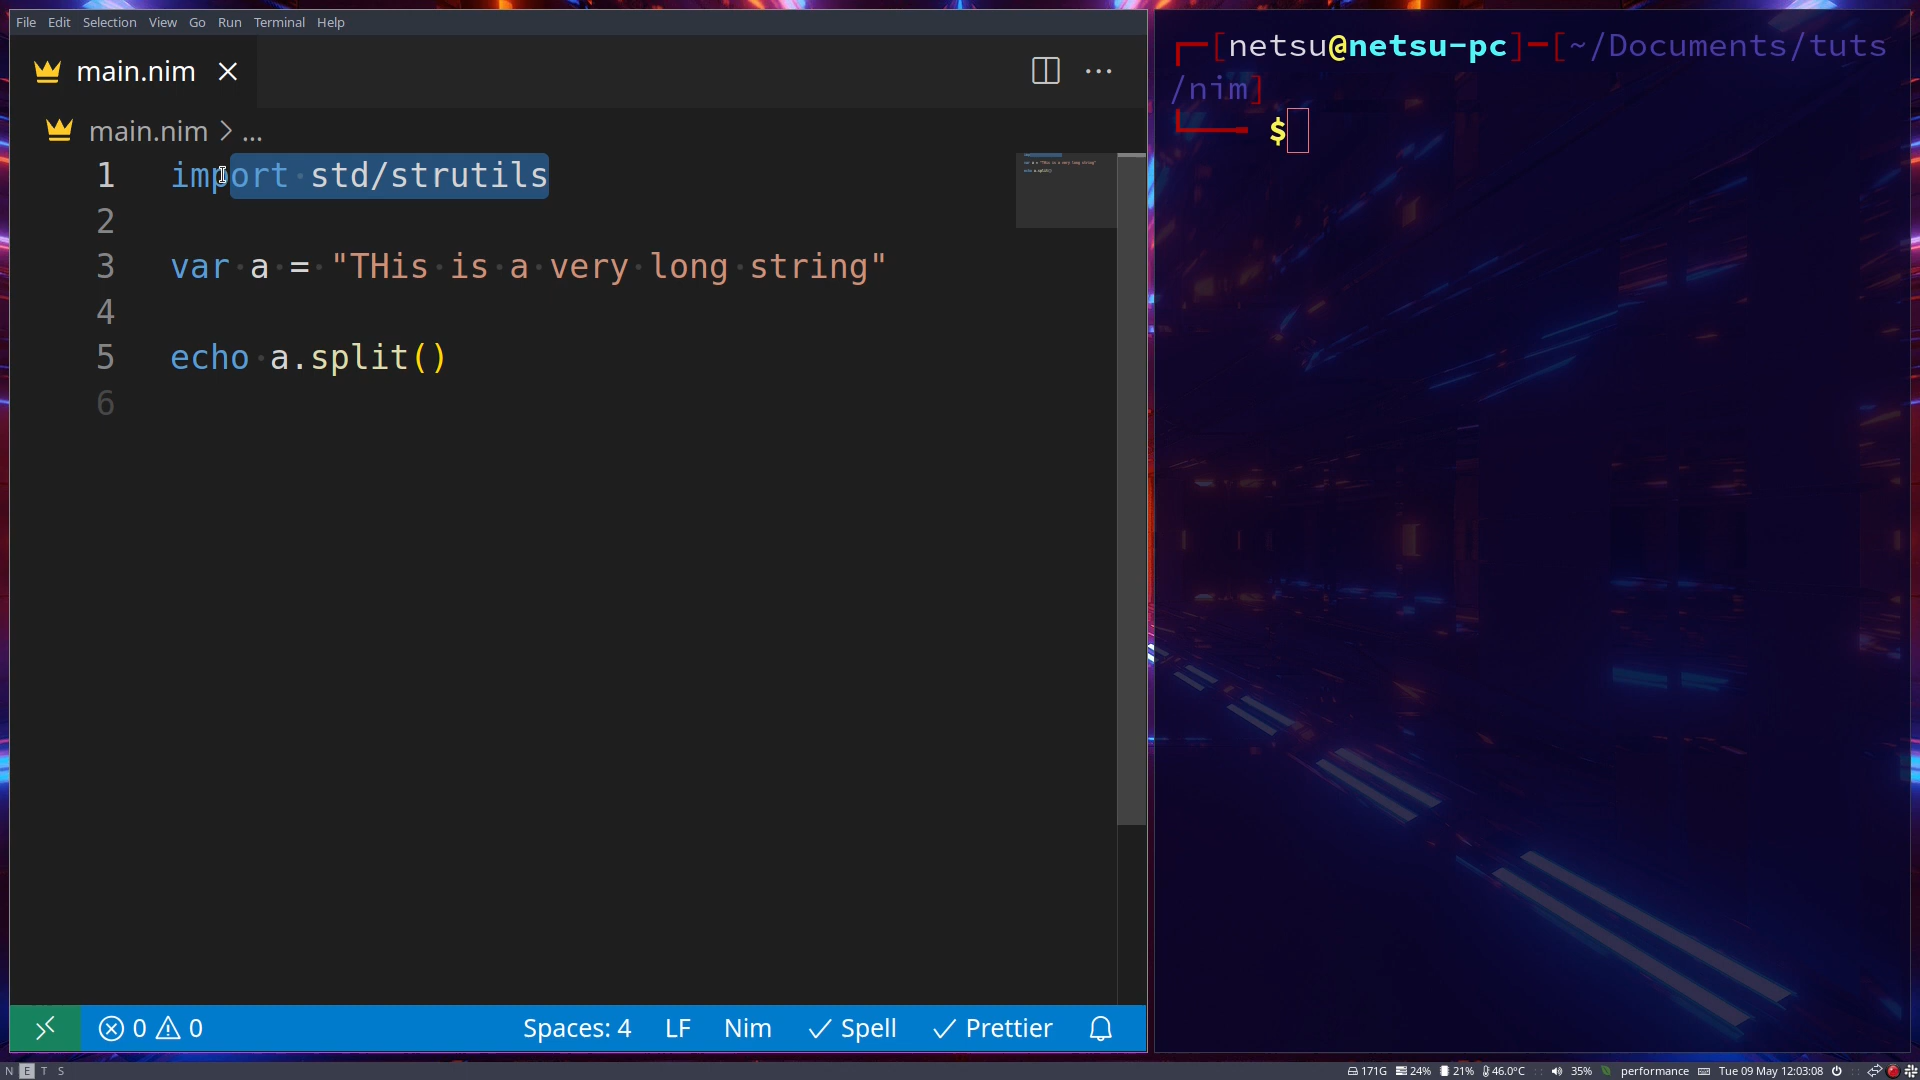 File Edit Selection View Go Run Terminal Help
main.nim
main.nim > ...
1 import std/strutils
2
3 var a = "THis is a very long string"
4
5 echo a.split()
6
0 0 Spaces: 4 LF Nim Spell Prettier
[netsu@netsu-pc]-[~/Documents/tuts
/nim]
$
N E T S 171G 24% 21% 46.0°C 35% performance Tue 09 May 12:03:08